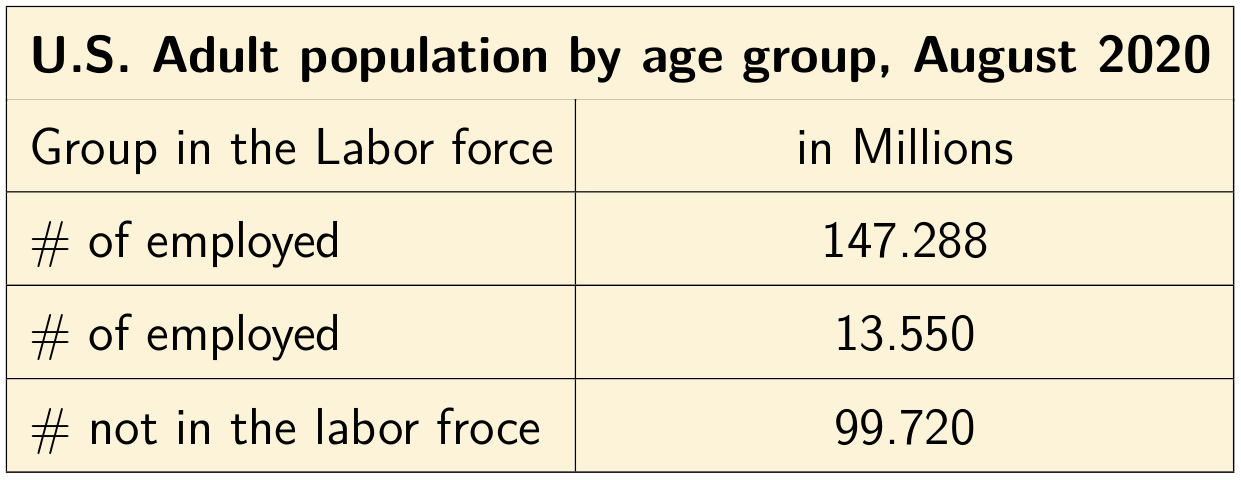 U.S. Adult population by age group, August 2020
Group in the Labor force in Millions
# of employed 147.288
# of employed 13.550
# not in the labor froce 99.720